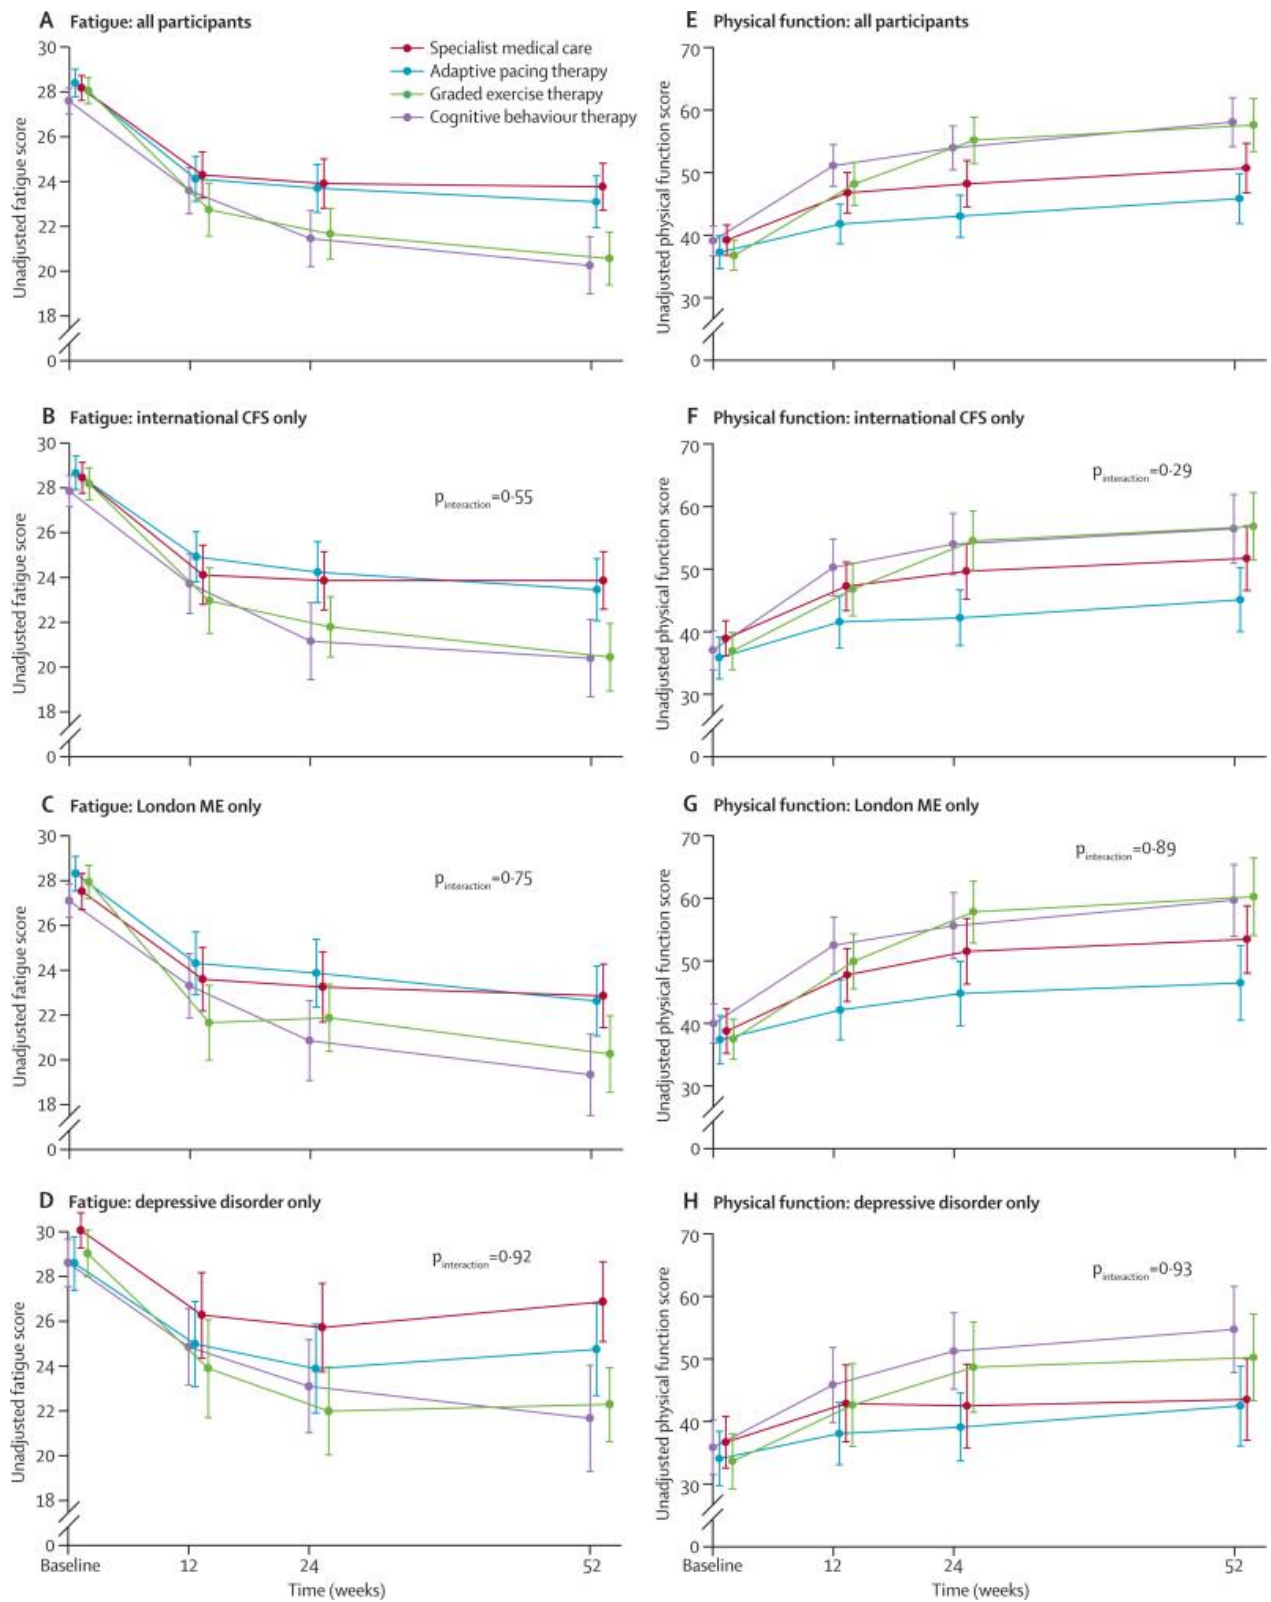 A Fatigue: all participants
30
28
26
24
22
20
18
0
Unadjusted fatigue score
Specialist medical care
Adaptive pacing therapy
Graded exercise therapy
Cognitive behaviour therapy
E Physical function: all participants
70
60
50
40
30
0
Unadjusted physical function score
B Fatigue: international CFS only
30
28
26
24
22
20
18
0
Unadjusted fatigue score
pinteraction=0·55
F Physical function: international CFS only
70
60
50
40
30
0
Unadjusted physical function score
pinteraction=0·29
C Fatigue: London ME only
30
28
26
24
22
20
18
0
Unadjusted fatigue score
pinteraction=0·75
G Physical function: London ME only
70
60
50
40
30
0
Unadjusted physical function score
pinteraction=0·89
D Fatigue: depressive disorder only
30
28
26
24
22
20
18
0
Unadjusted fatigue score
pinteraction=0·92
Baseline 12 24 52
Time (weeks)
H Physical function: depressive disorder only
70
60
50
40
30
0
Unadjusted physical function score
pinteraction=0·93
Baseline 12 24 52
Time (weeks)